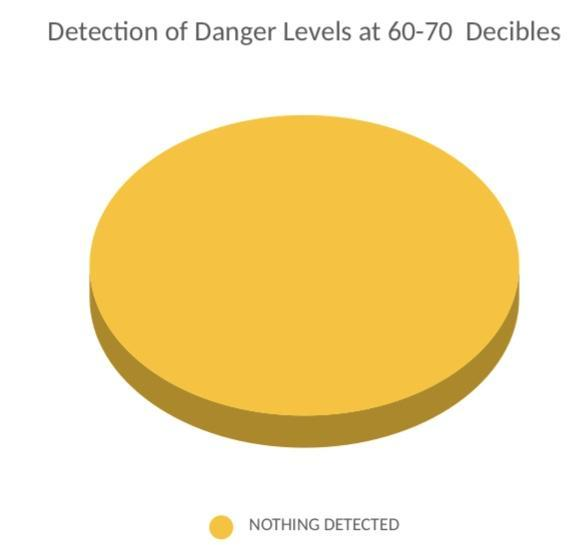 Detection of Danger Levels at 60-70  Decibles
NOTHING DETECTED